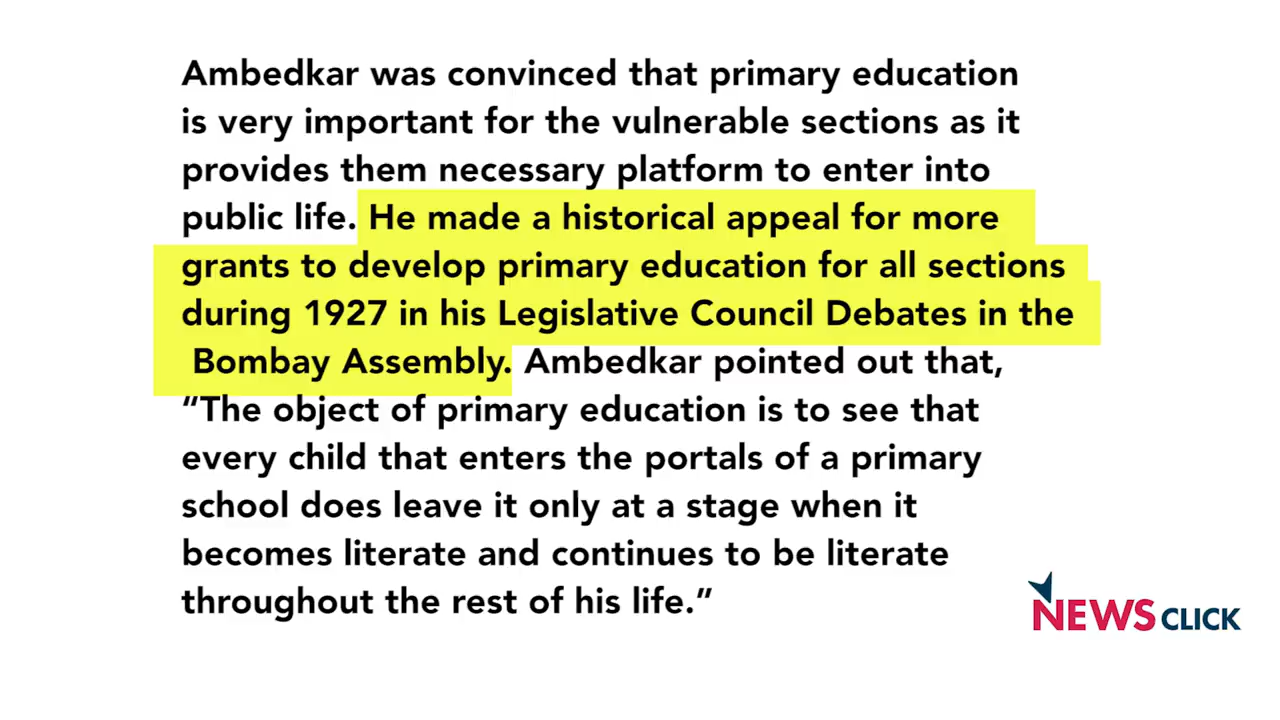 Ambedkar was convinced that primary education
is very important for the vulnerable sections as it
provides them necessary platform to enter into
public life. He made a historical appeal for more
grants to develop primary education for all sections
during 1927 in his Legislative Council Debates in the
Bombay Assembly. Ambedkar pointed out that,
“The object of primary education is to see that
every child that enters the portals of a primary
school does leave it only at a stage when it
becomes literate and continues to be literate
throughout the rest of his life.”
NEWS CLICK